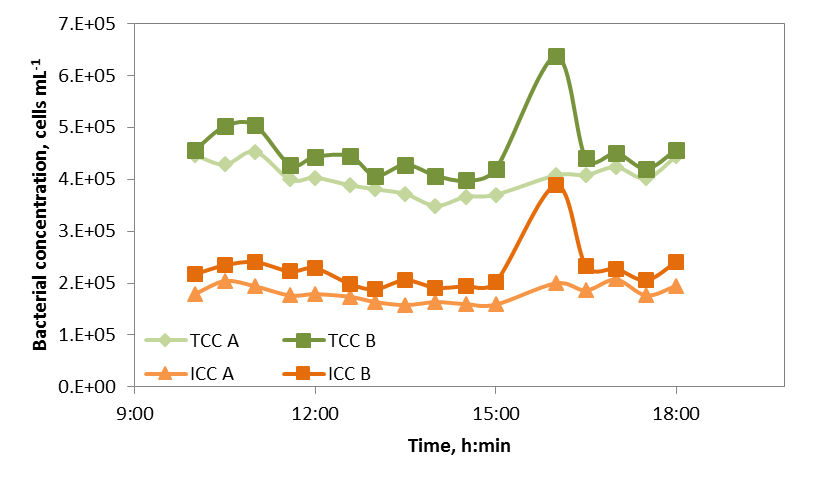 7.E+05
6.E+05
5.E+05
4.E+05
3.E+05
2.E+05
1.E+05
0.E+00
Bacterial concentration, cells mL-1
TCC A TCC B
ICC A ICC B
9:00 12:00 15:00 18:00
Time, h:min